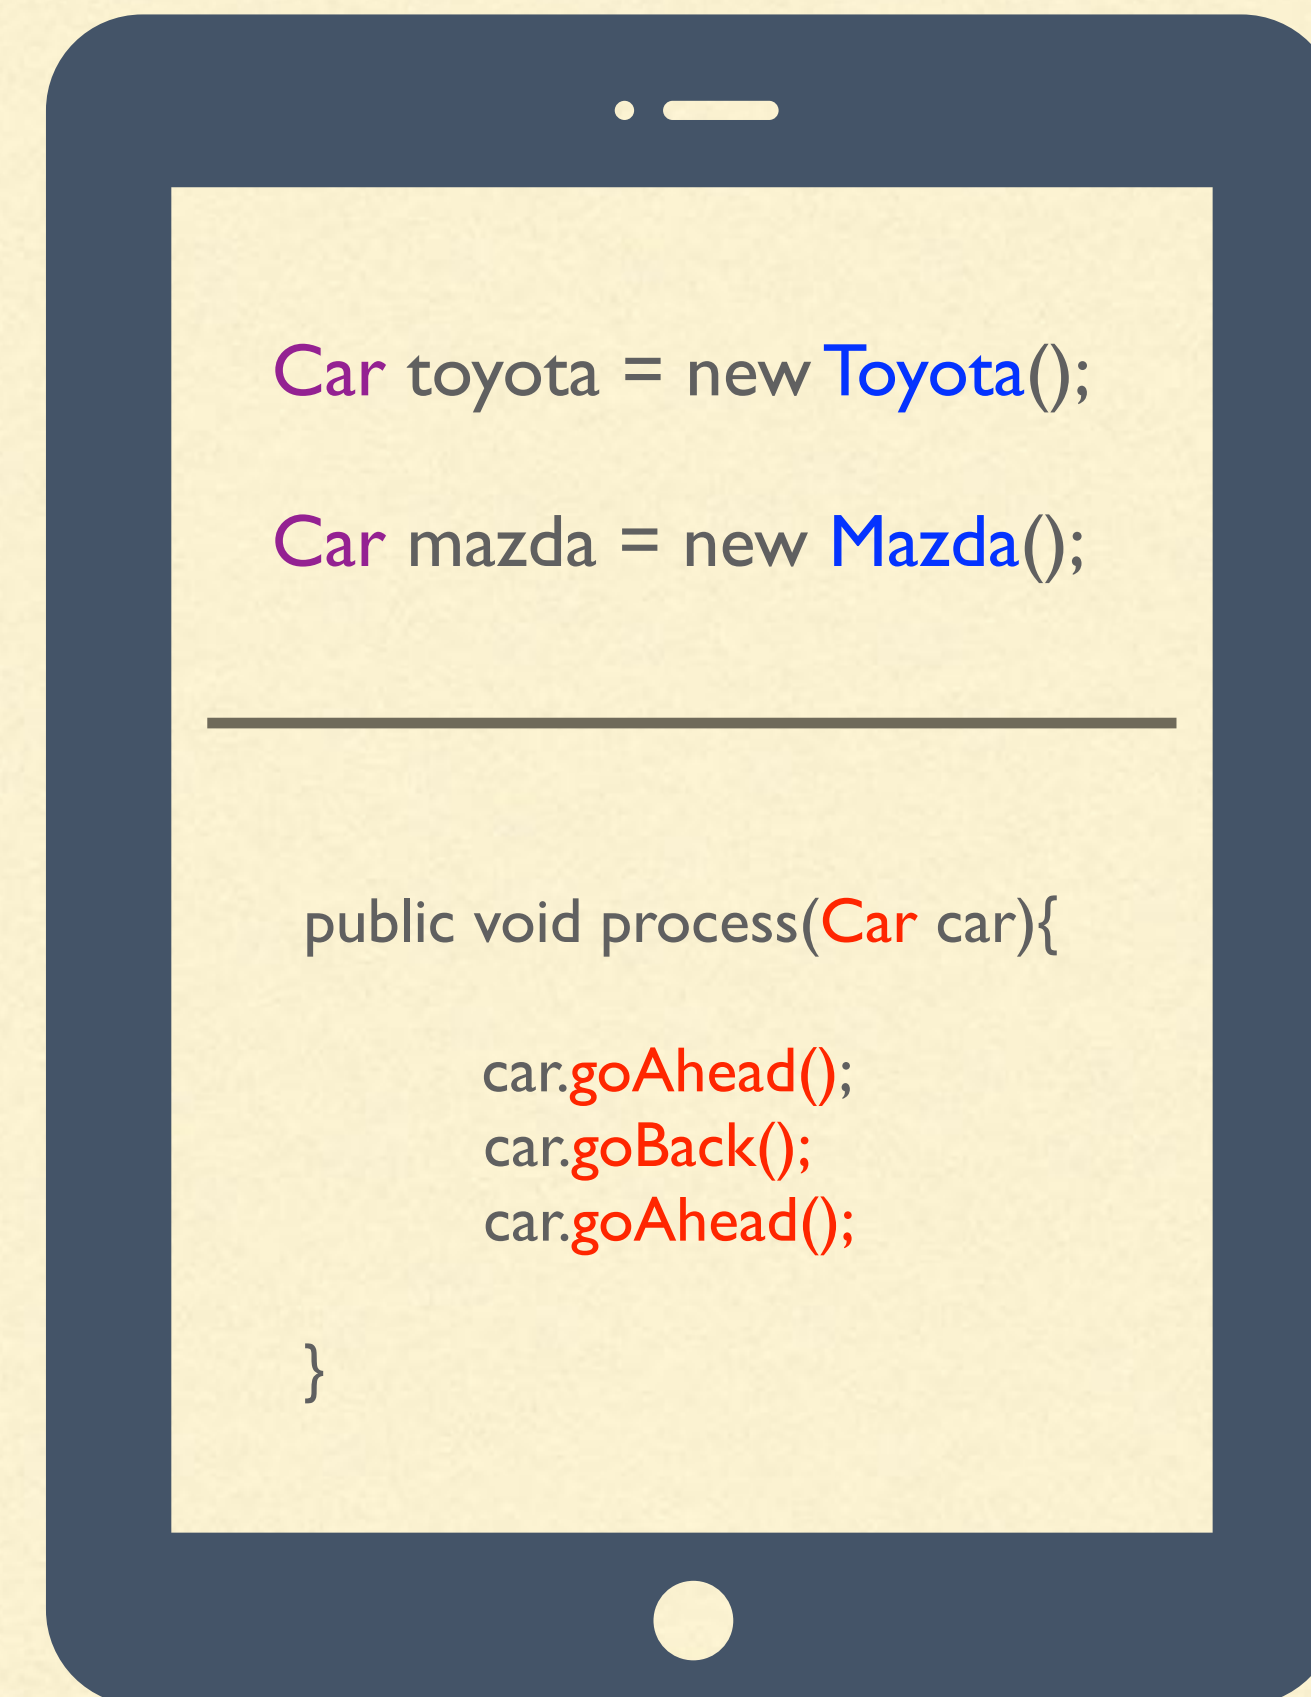 Car toyota = new Toyota();
Car mazda = new Mazda();
public void process(Car car){
car.goAhead();
car.goBack();
car.goAhead();
}